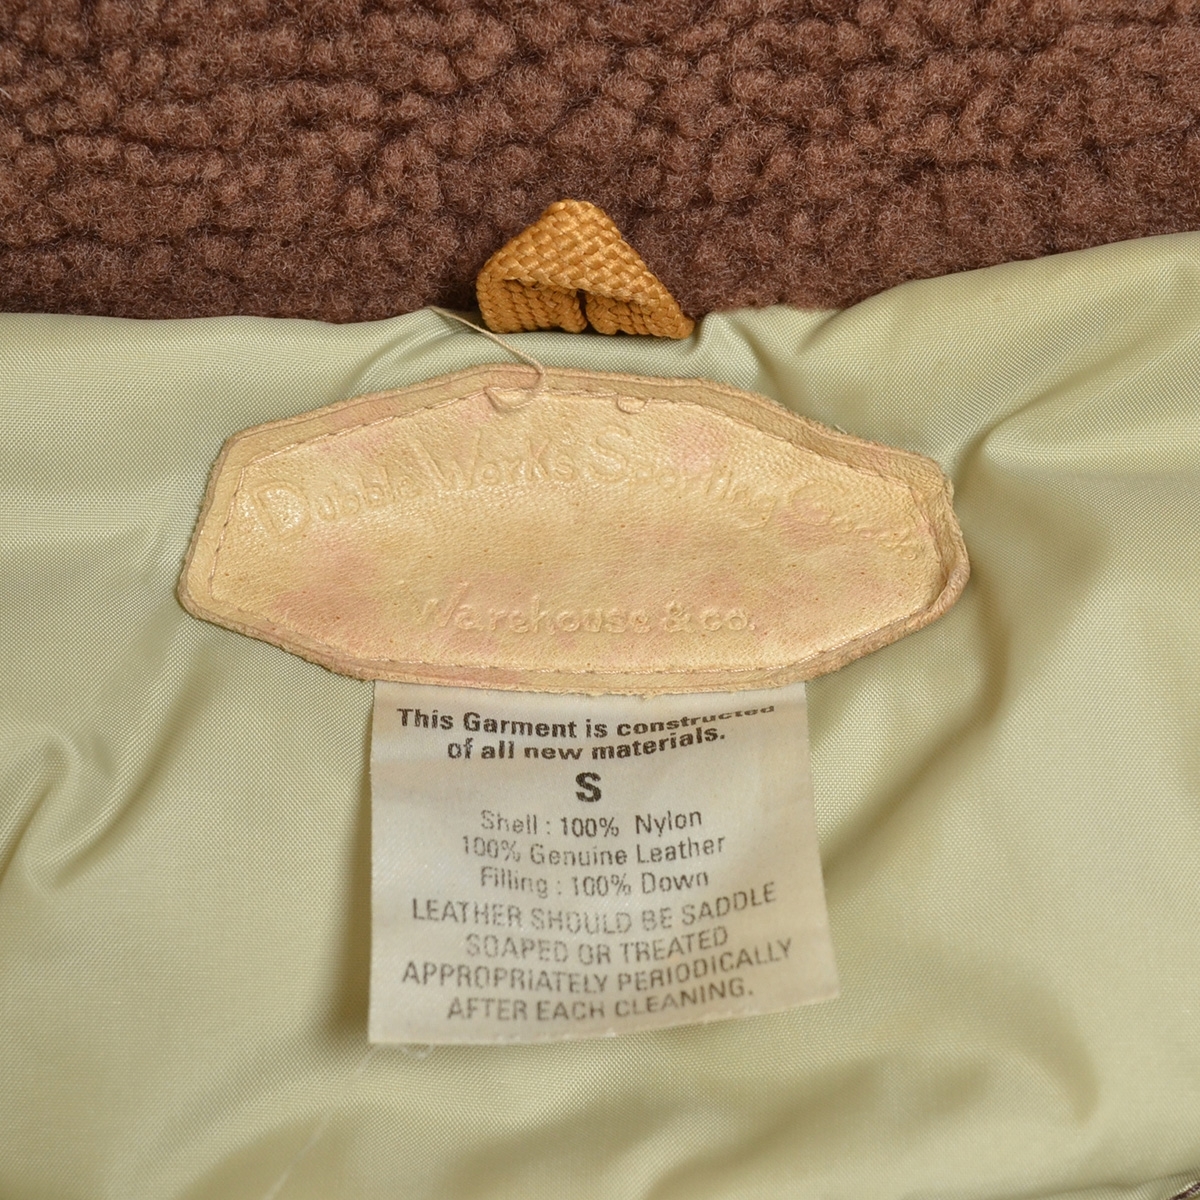 Dubble Works Sporting Goods
Warehouse & co.
This Garment is constructed
of all new materials.
S
Shell : 100% Nylon
100% Genuine Leather
Filling : 100% Down
LEATHER SHOULD BE SADDLE
SOAPED OR TREATED
APPROPRIATELY PERIODICALLY
AFTER EACH CLEANING.